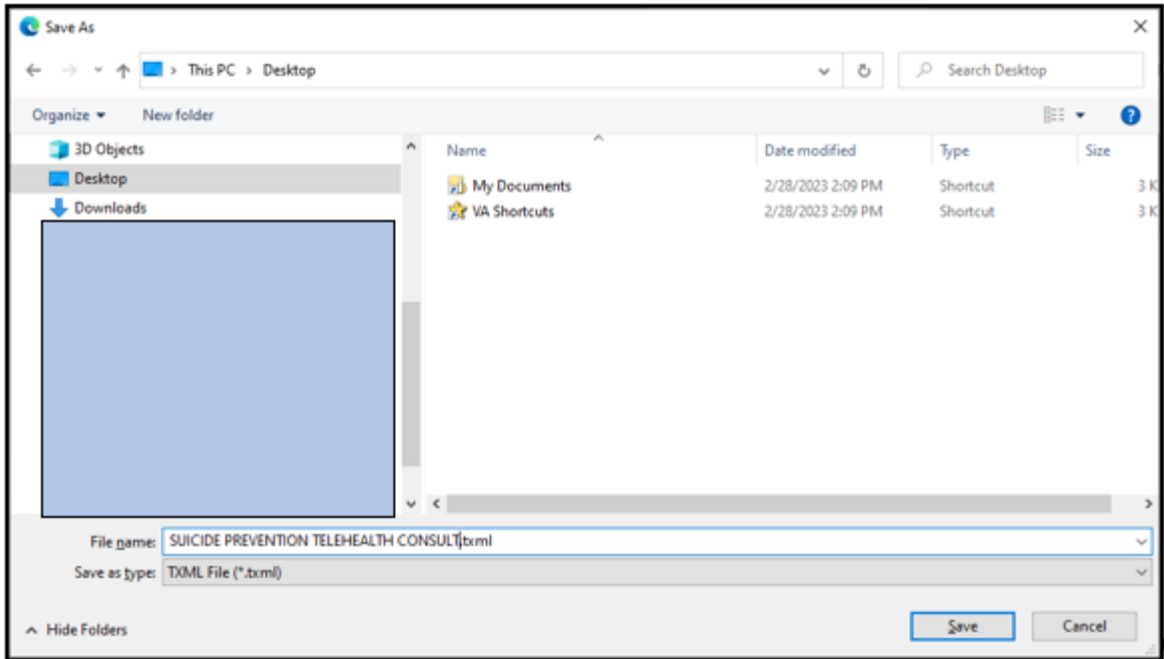 Save As
This PC > Desktop
Search Desktop
Organize
New folder
3D Objects
Desktop
Downloads
Name Date modified Type Size
My Documents 2/28/2023 2:09 PM Shortcut 3 K
VA Shortcuts 2/28/2023 2:09 PM Shortcut 3 K
File name: SUICIDE PREVENTION TELEHEALTH CONSULT.txml
Save as type: TXML File (*.txml)
Hide Folders
Save
Cancel